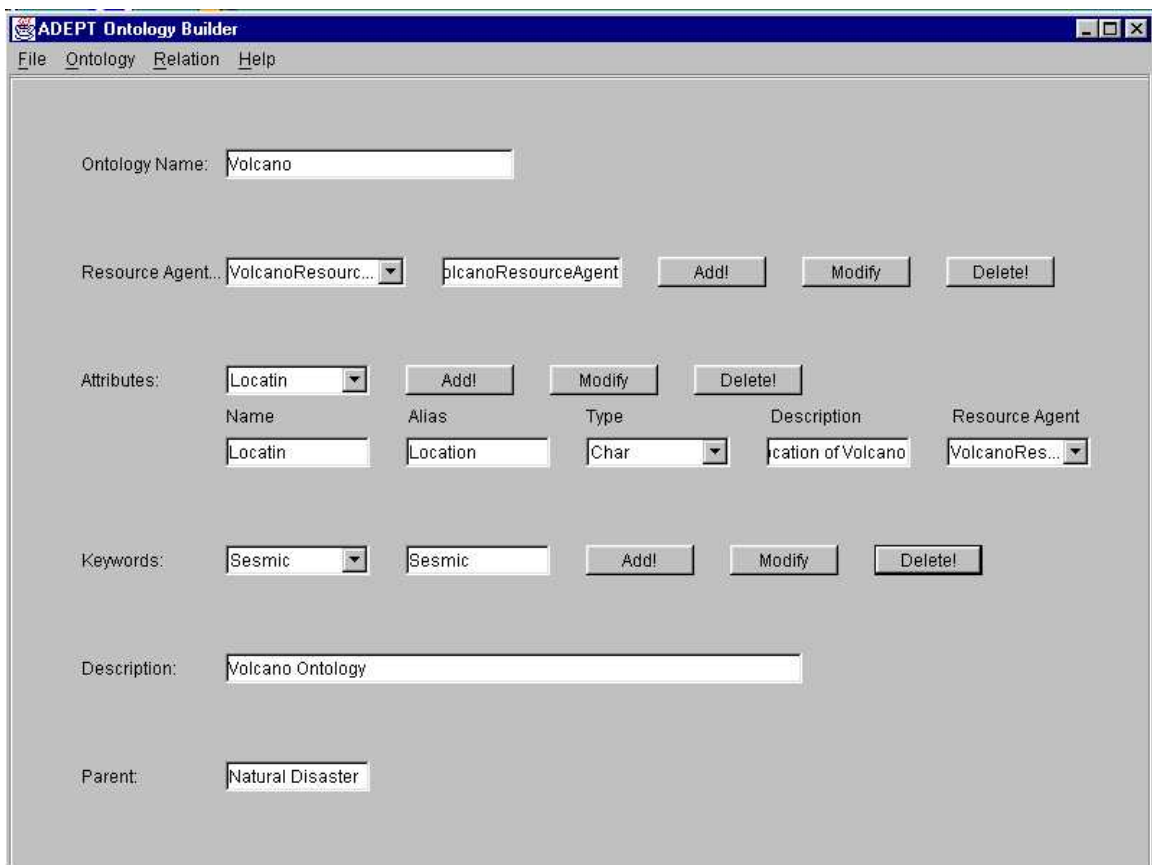 ADEPT Ontology Builder
File Ontology Relation Help
Ontology Name: Volcano
Resource Agent... VolcanoResourc... olcanoResourceAgent Add! Modify Delete!
Attributes: Locatin Add! Modify Delete!
Name Alias Type Description Resource Agent
Locatin Location Char cation of Volcano VolcanoRes...
Keywords: Sesmic Sesmic Add! Modify Delete!
Description: Volcano Ontology
Parent: Natural Disaster